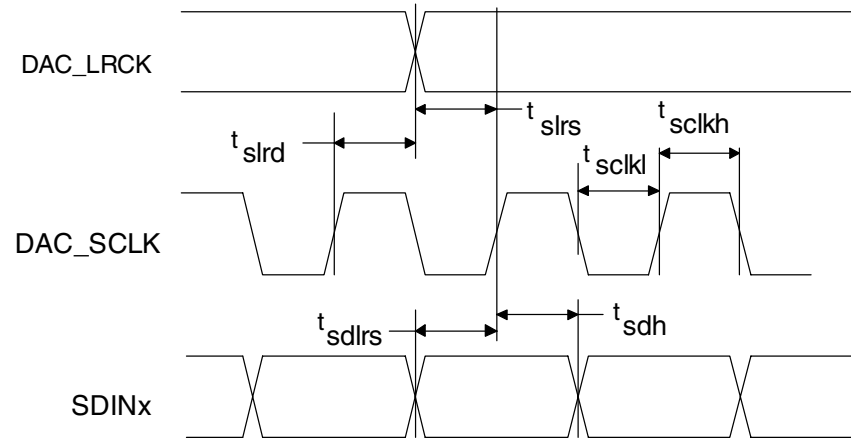 DAC_LRCK
t slrs
t sclkh
t slrd
t sclkl
DAC_SCLK
t sdlrs
t sdh
SDINx